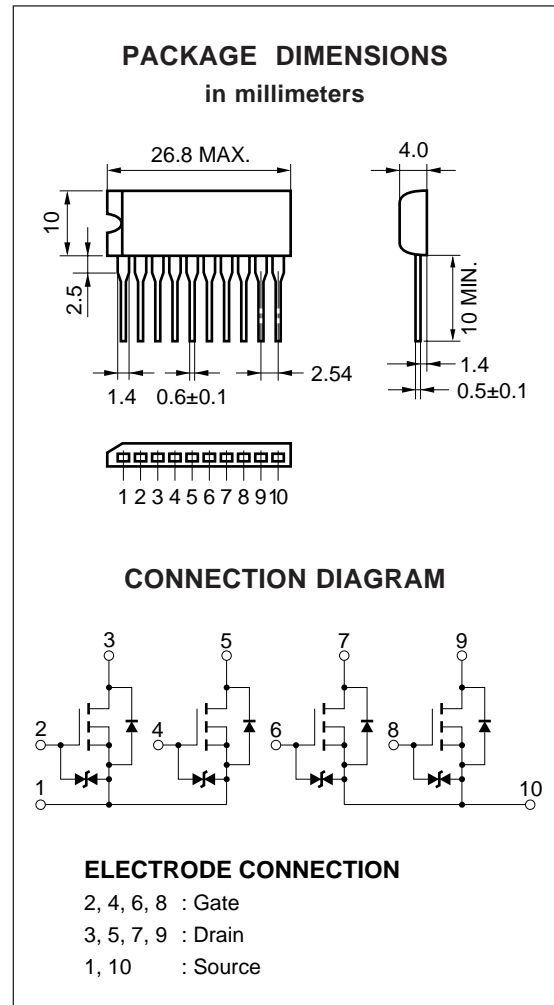 PACKAGE DIMENSIONS
in millimeters
26.8 MAX.
4.0
10
2.5
10 MIN.
2.54
1.4
1.4 0.6±0.1
0.5±0.1
1 2 3 4 5 6 7 8 9 10
CONNECTION DIAGRAM
3 5 7 9
2 4 6 8
1 10
ELECTRODE CONNECTION
2, 4, 6, 8 : Gate
3, 5, 7, 9 : Drain
1, 10 : Source